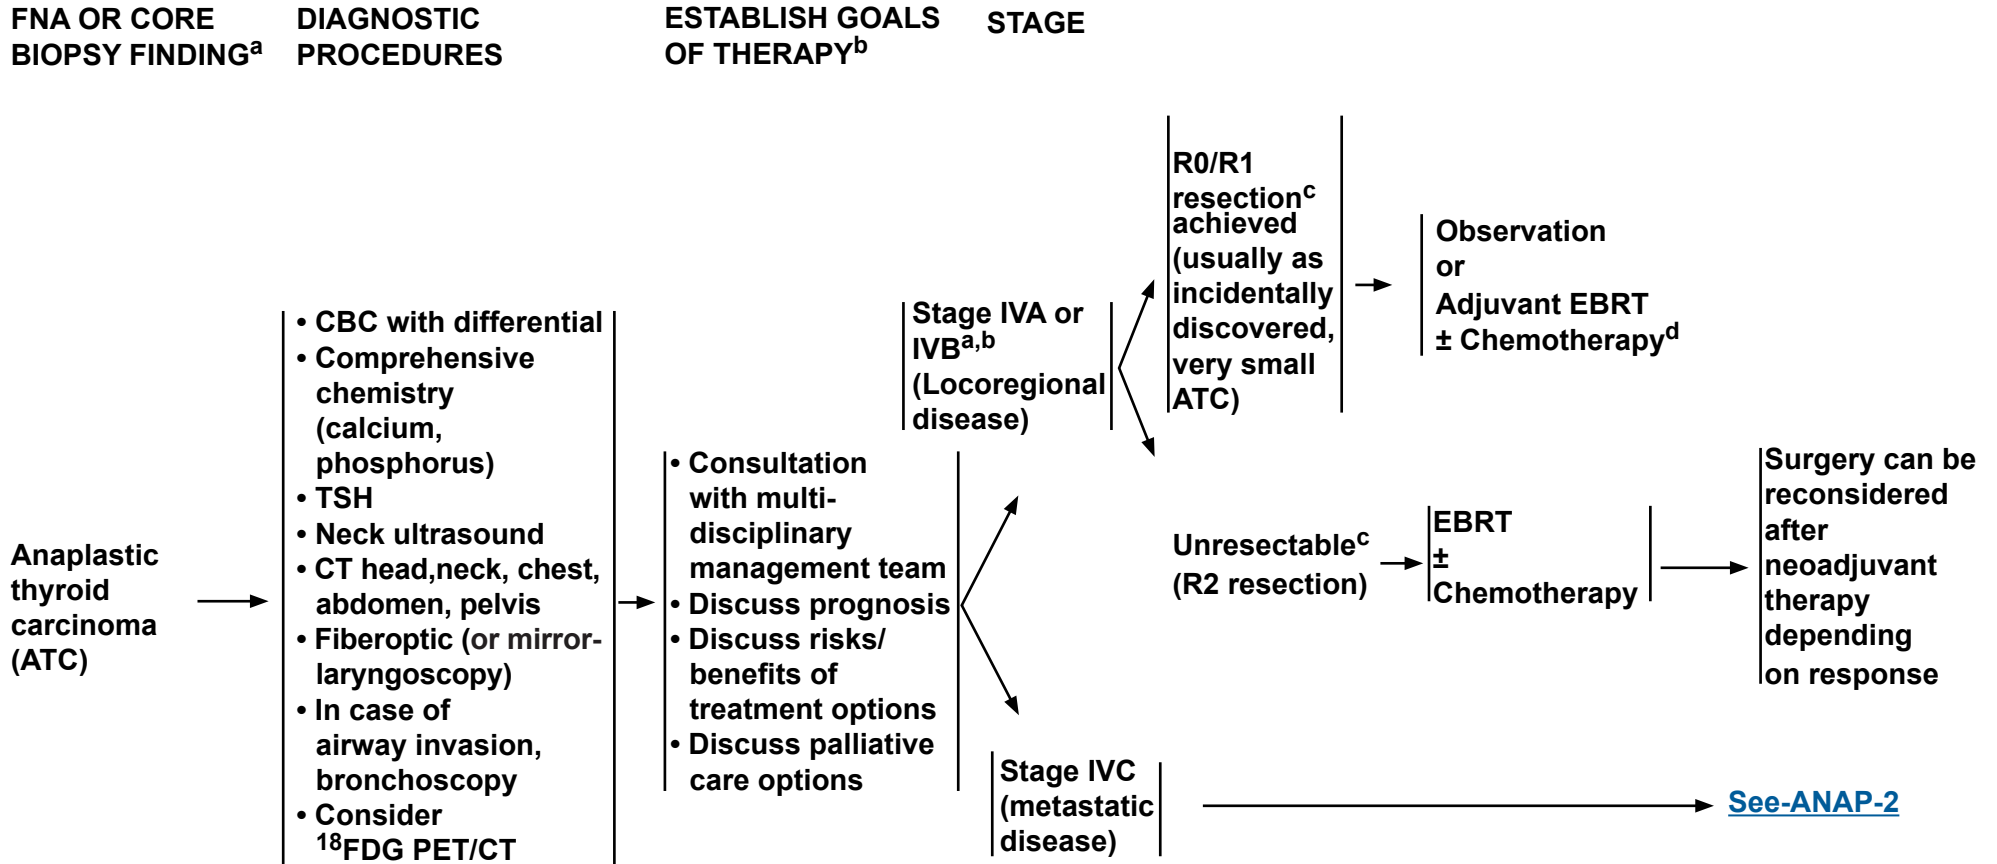 FNA OR CORE
BIOPSY FINDINGa
DIAGNOSTIC
PROCEDURES
ESTABLISH GOALS
OF THERAPYb
STAGE
Anaplastic
thyroid
carcinoma
(ATC)
• CBC with differential
• Comprehensive
chemistry
(calcium,
phosphorus)
• TSH
• Neck ultrasound
• CT head,neck, chest,
abdomen, pelvis
• Fiberoptic (or mirror-
laryngoscopy)
• In case of
airway invasion,
bronchoscopy
• Consider
18FDG PET/CT
• Consultation
with multi-
disciplinary
management team
• Discuss prognosis
• Discuss risks/
benefits of
treatment options
• Discuss palliative
care options
Stage IVA or
IVBa,b
(Locoregional
disease)
R0/R1
resectionc
achieved
(usually as
incidentally
discovered,
very small
ATC)
Observation
or
Adjuvant EBRT
± Chemotherapyd
Unresectablec
(R2 resection)
EBRT
±
Chemotherapy
Surgery can be
reconsidered
after
neoadjuvant
therapy
depending
on response
Stage IVC
(metastatic
disease)
See-ANAP-2